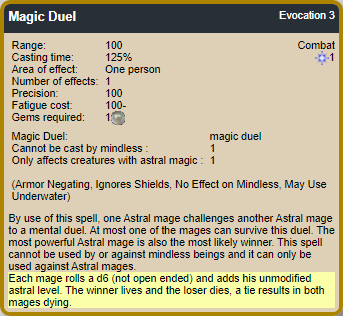 Magic Duel Evocation 3
Range: 100 Combat
Casting time: 125% 1
Area of effect: One person
Number of effects: 1
Precision: 100
Fatigue cost: 100-
Gems required: 1
Magic Duel: magic duel
Cannot be cast by mindless : 1
Only affects creatures with astral magic : 1
(Armor Negating, Ignores Shields, No Effect on Mindless, May Use
Underwater)
By use of this spell, one Astral mage challenges another Astral mage
to a mental duel. At most one of the mages can survive this duel. The
most powerful Astral mage is also the most likely winner. This spell
cannot be used by or against mindless beings and it can only be
used against Astral mages.
Each mage rolls a d6 (not open ended) and adds his unmodified
astral level. The winner lives and the loser dies, a tie results in both
mages dying.